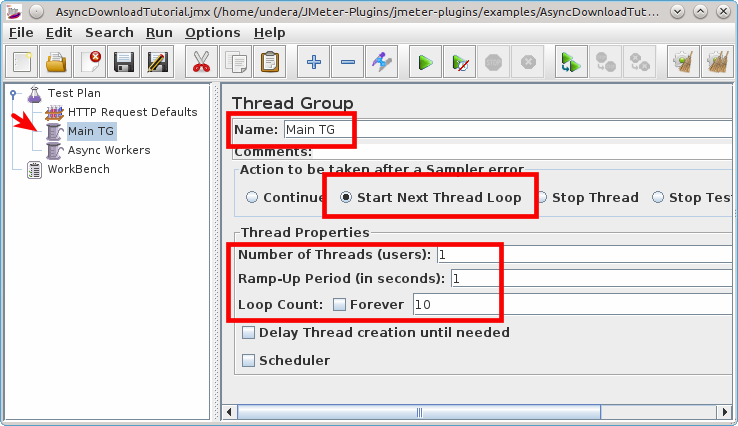 AsyncDownloadTutorial.jmx (/home/undera/JMeter-Plugins/jmeter-plugins/examples/AsyncDownloadTut...
File Edit Search Run Options Help
Test Plan
HTTP Request Defaults
Main TG
Async Workers
WorkBench
Thread Group
Name: Main TG
Comments:
Action to be taken after a Sampler error
Continue Start Next Thread Loop Stop Thread Stop Tes
Thread Properties
Number of Threads (users): 1
Ramp-Up Period (in seconds): 1
Loop Count: Forever 10
Delay Thread creation until needed
Scheduler